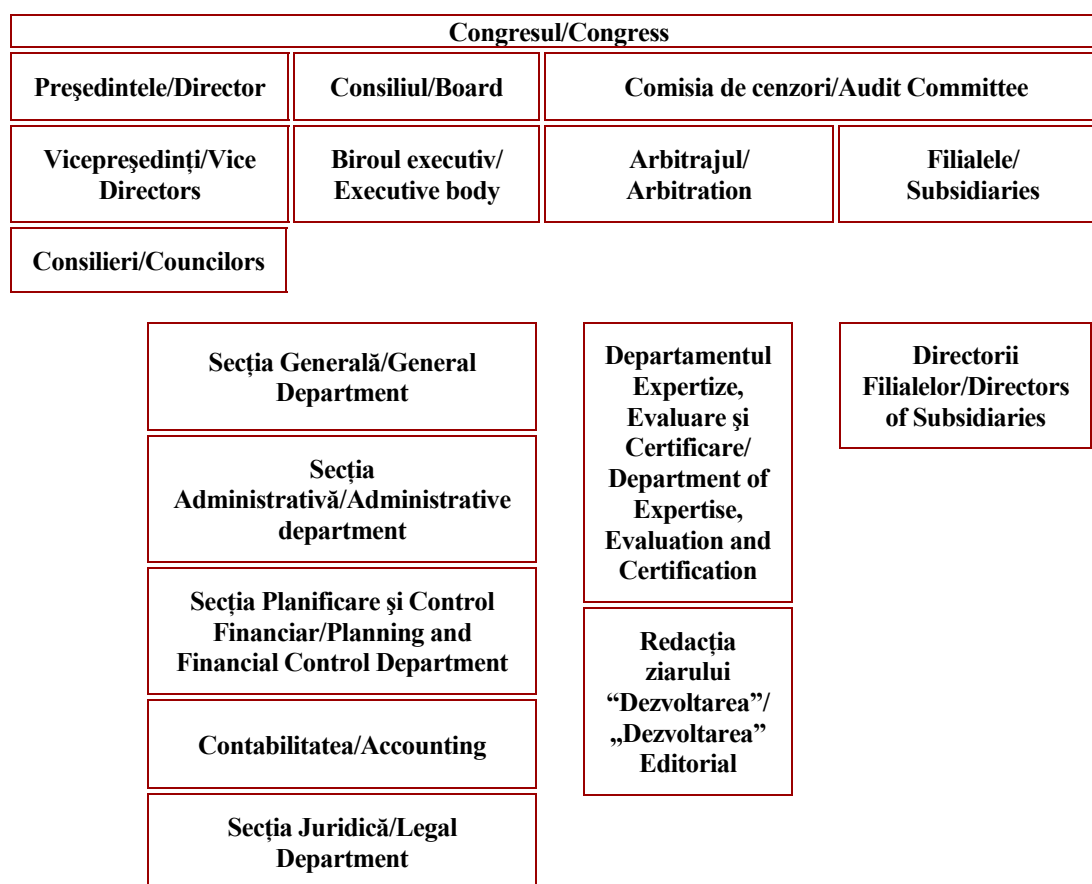 Congresul/Congress
Preşedintele/Director
Consiliul/Board
Comisia de cenzori/Audit Committee
Vicepreşedinți/Vice
Directors
Biroul executiv/
Executive body
Arbitrajul/
Arbitration
Filialele/
Subsidiaries
Consilieri/Councilors
Secția Generală/General
Department
Secția
Administrativă/Administrative
department
Secția Planificare şi Control
Financiar/Planning and
Financial Control Department
Contabilitatea/Accounting
Secția Juridică/Legal
Department
Departamentul
Expertize,
Evaluare şi
Certificare/
Department of
Expertise,
Evaluation and
Certification
Redacția
ziarului
“Dezvoltarea”/
„Dezvoltarea”
Editorial
Directorii
Filialelor/Directors
of Subsidiaries